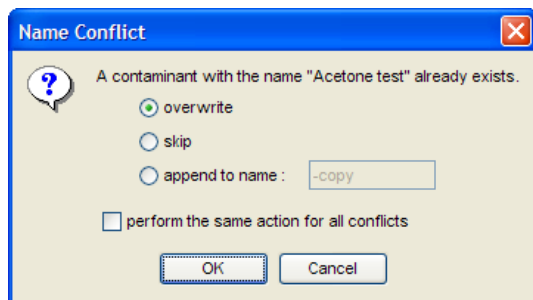 Name Conflict
A contaminant with the name "Acetone test" already exists.
overwrite
skip
append to name : -copy
perform the same action for all conflicts
OK Cancel